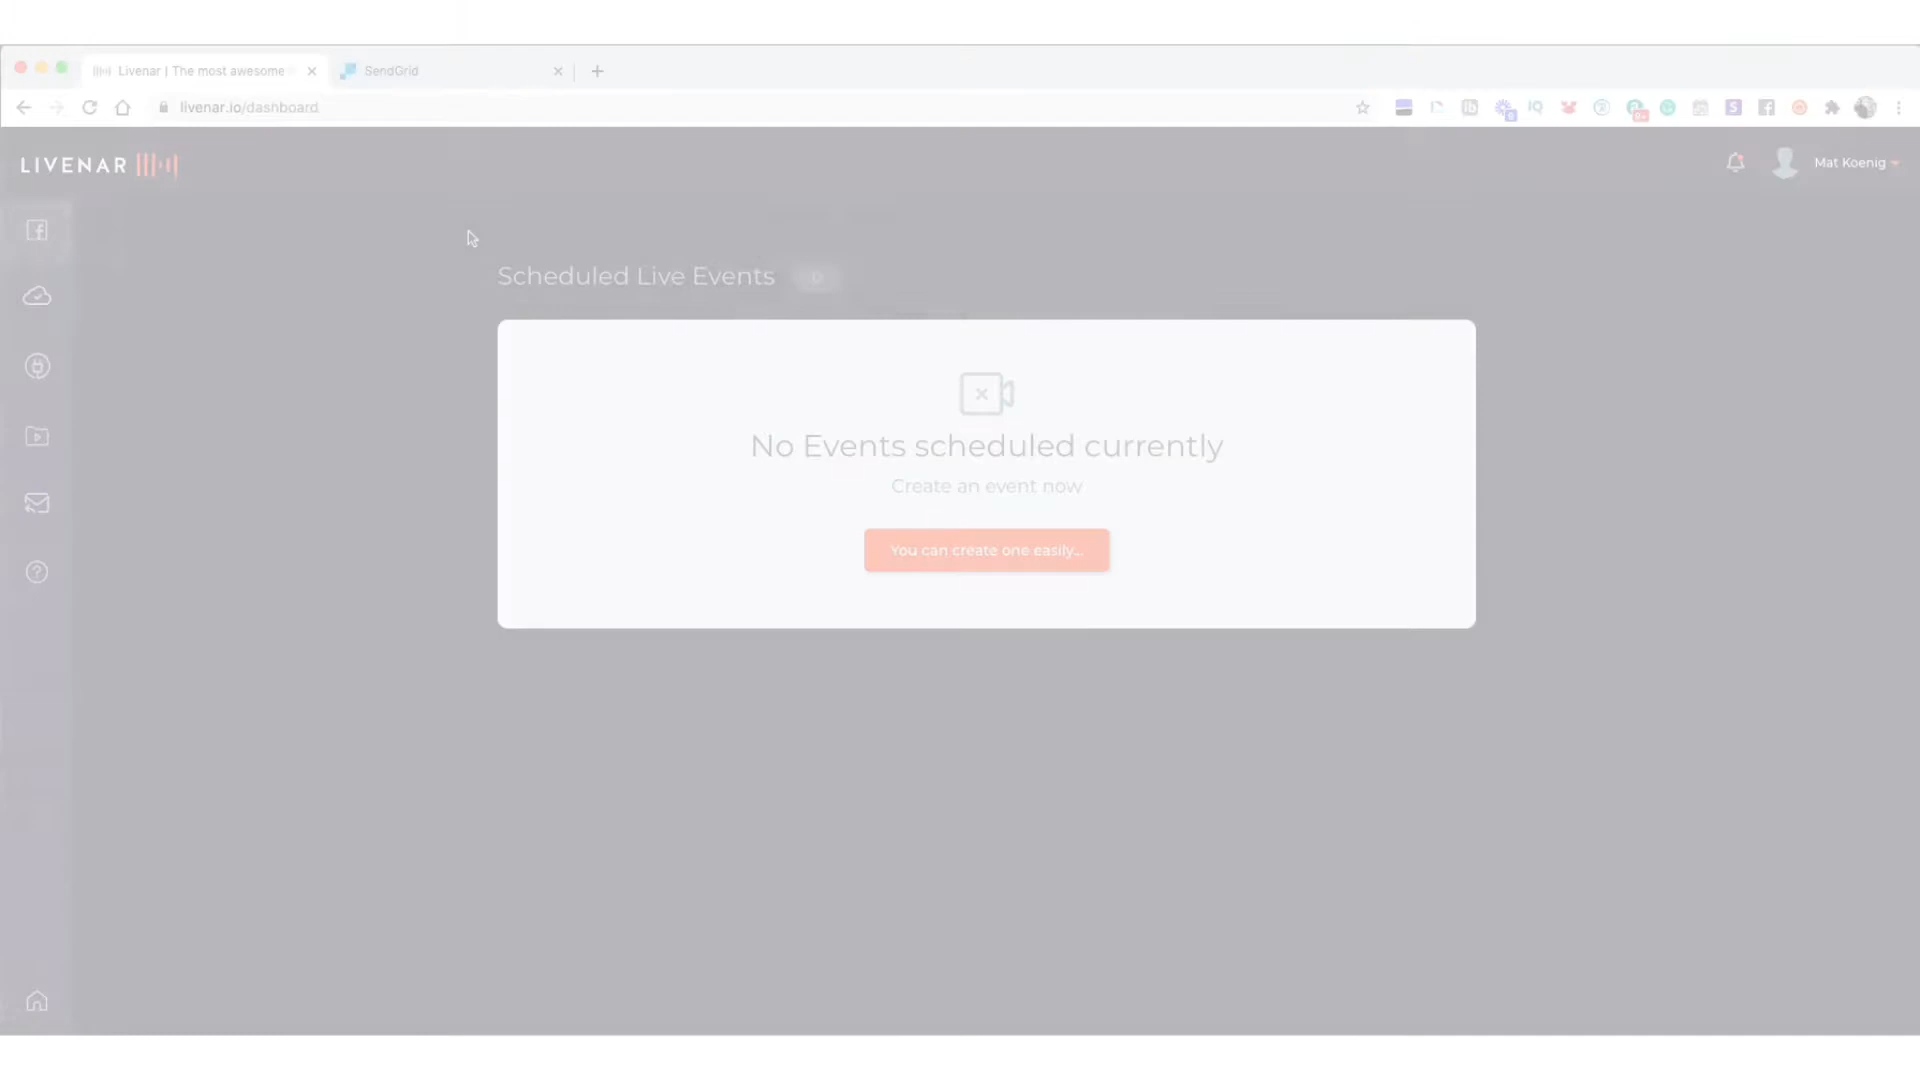 Livenar | The most awesome
SendGrid
livenar.io/dashboard
LIVENAR
Mat Koenig
Scheduled Live Events 0
No Events scheduled currently
Create an event now
You can create one easily...